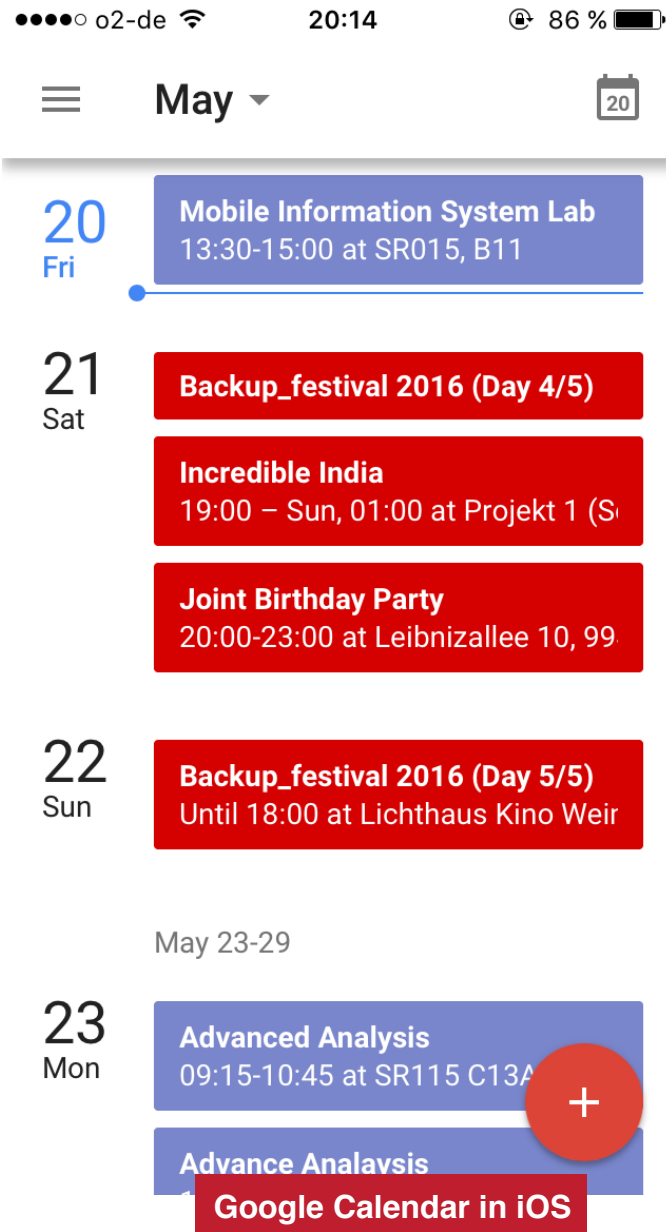 o2-de 20:14 86 %
May 20
20 Mobile Information System Lab
Fri 13:30-15:00 at SR015, B11
21 Backup_festival 2016 (Day 4/5)
Sat
Incredible India
19:00 – Sun, 01:00 at Projekt 1 (S
Joint Birthday Party
20:00-23:00 at Leibnizallee 10, 99
22 Backup_festival 2016 (Day 5/5)
Sun Until 18:00 at Lichthaus Kino Weir
May 23-29
23 Advanced Analysis
Mon 09:15-10:45 at SR115 C13A
Advance Analaysis
Google Calendar in iOS